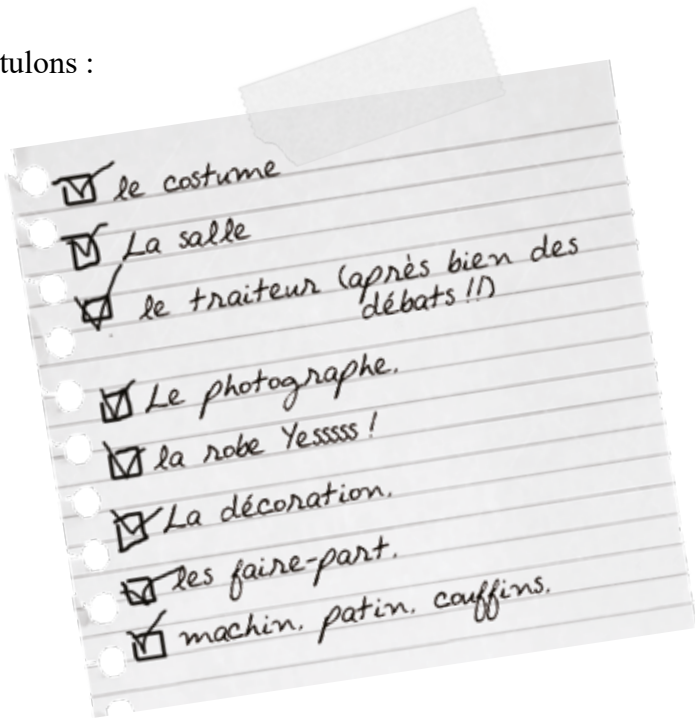 tulons :
le costume
La salle
le traiteur (après bien des
débats !!)
Le photographe.
la robe Yesssss !
La décoration.
les faire-part.
machin. patin. couffins.